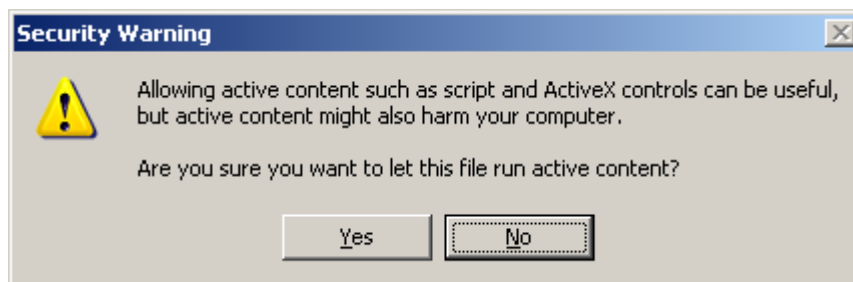 Security Warning
Allowing active content such as script and ActiveX controls can be useful,
but active content might also harm your computer.
Are you sure you want to let this file run active content?
Yes
No